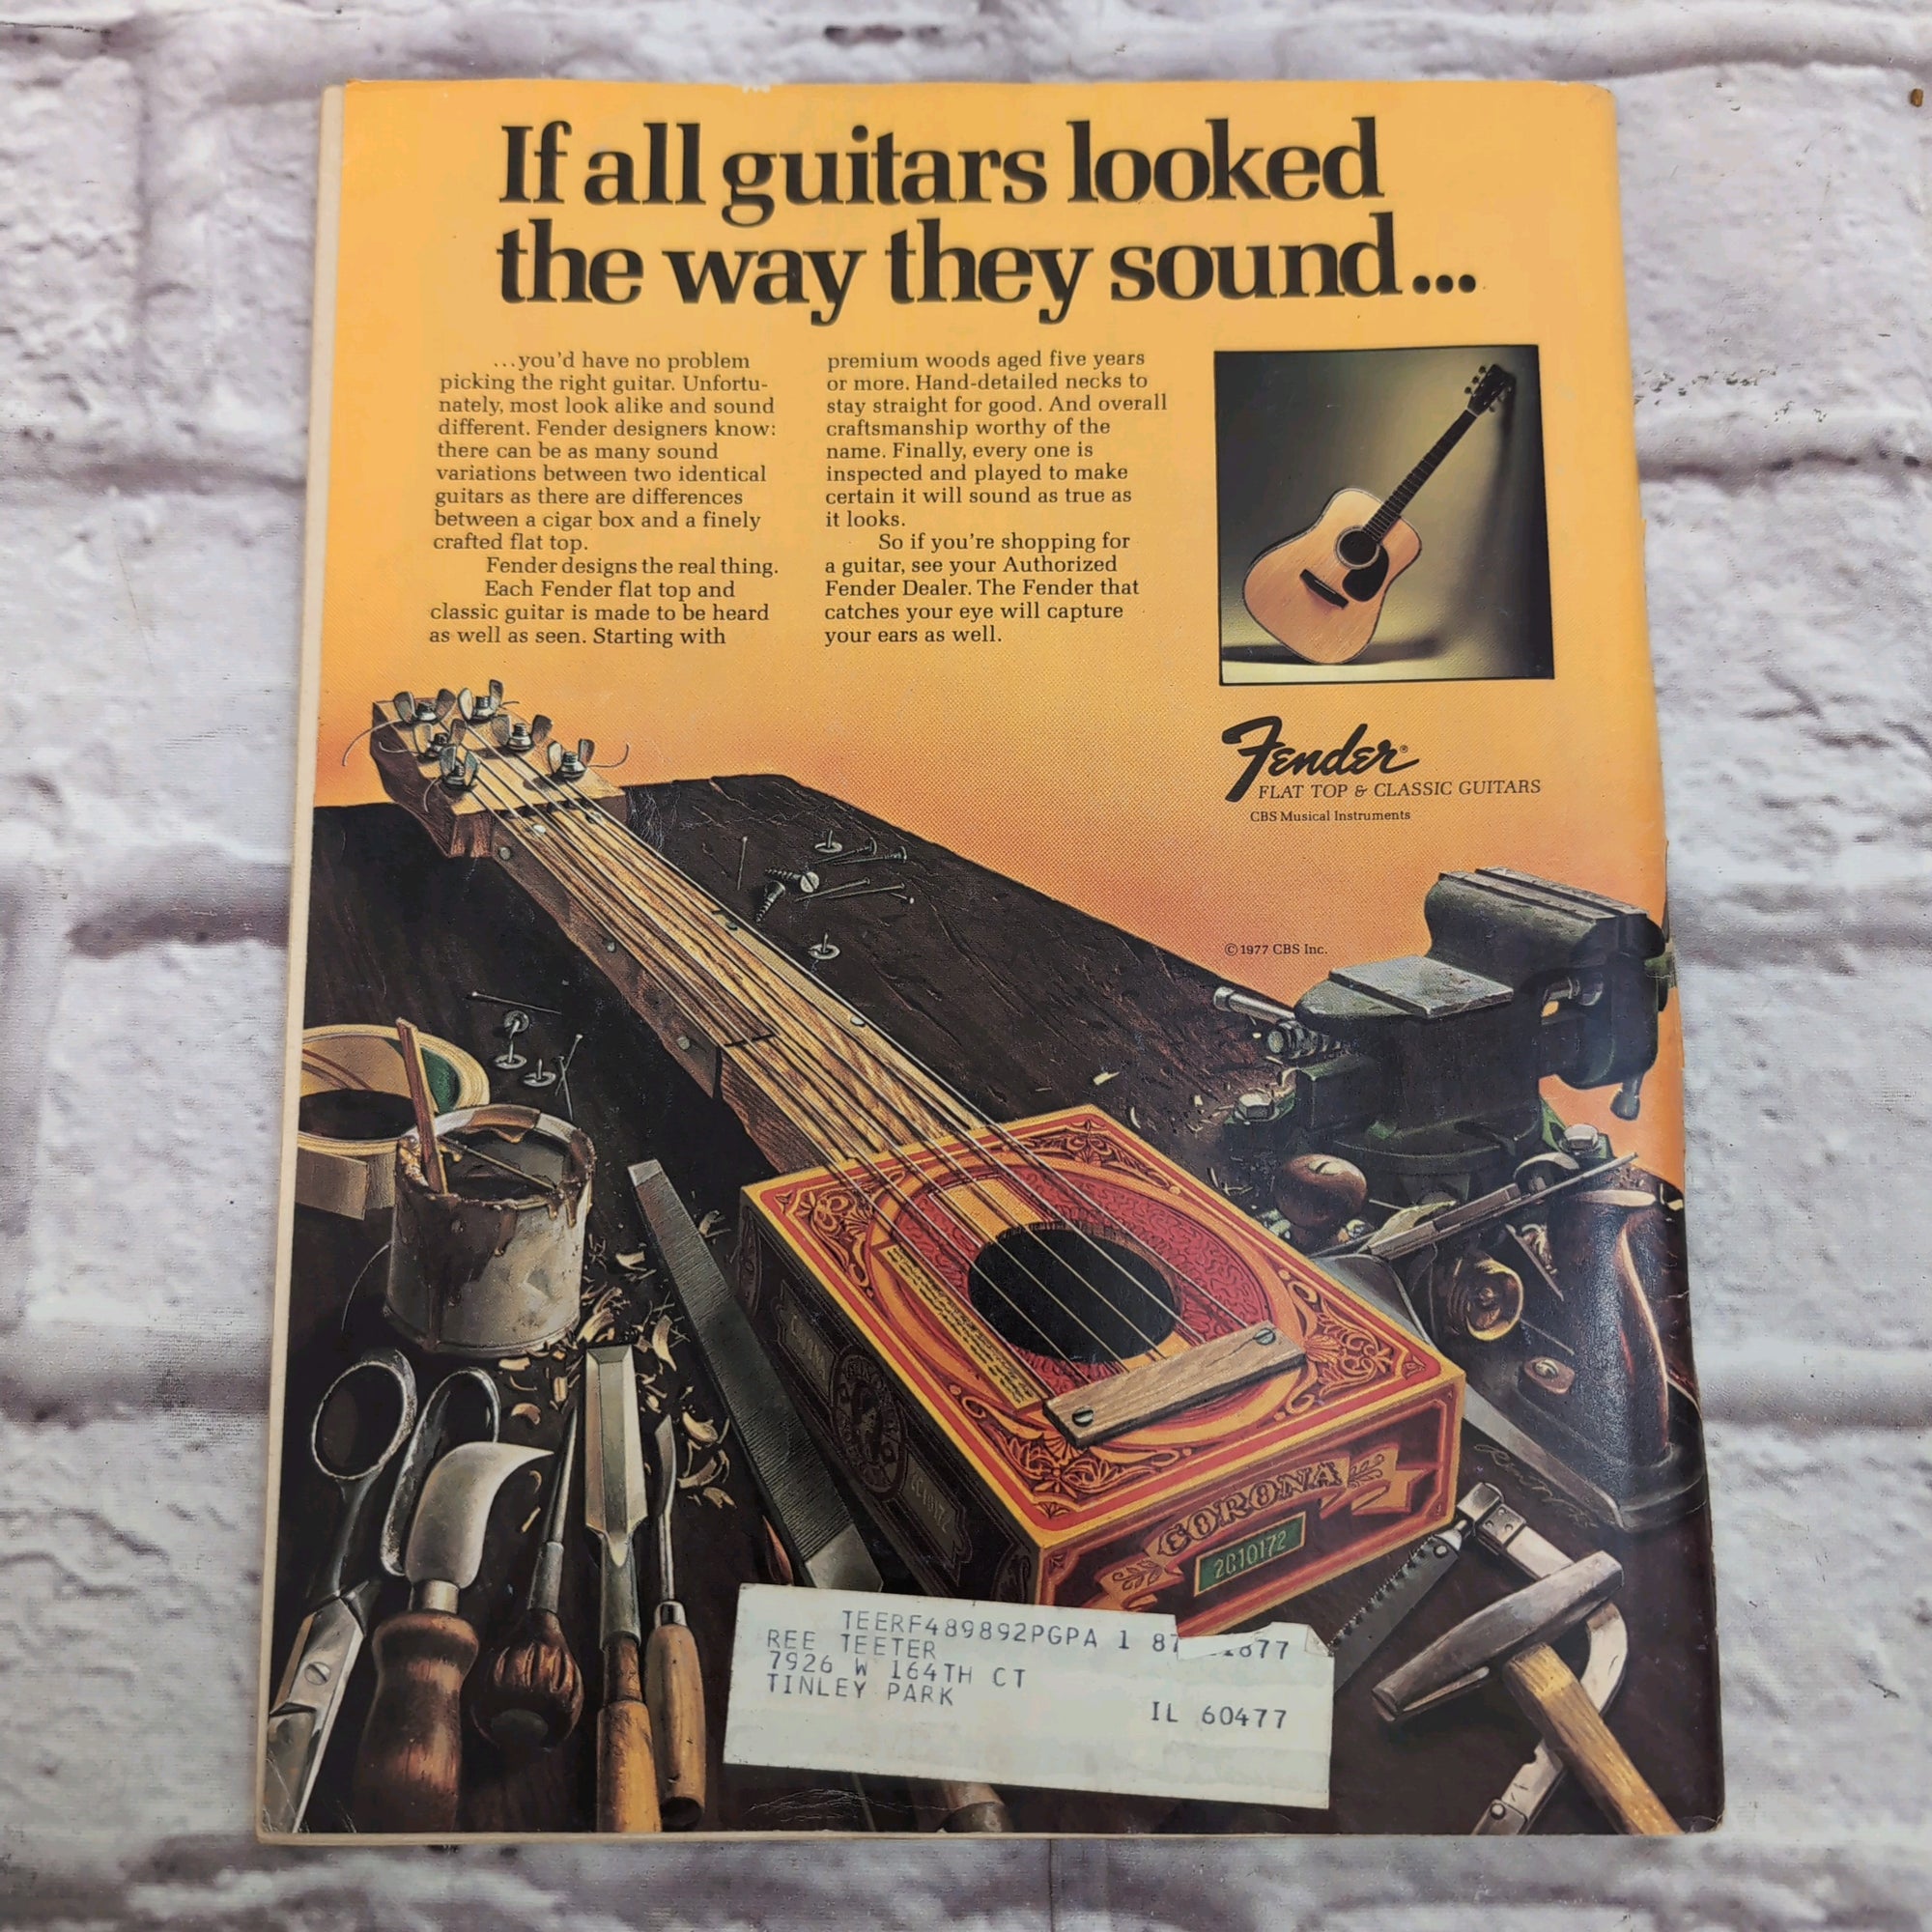 If all guitars looked
the way they sound...
...you'd have no problem
picking the right guitar. Unfortu-
nately, most look alike and sound
different. Fender designers know:
there can be as many sound
variations between two identical
guitars as there are differences
between a cigar box and a finely
crafted flat top.
Fender designs the real thing.
Each Fender flat top and
classic guitar is made to be heard
as well as seen. Starting with
premium woods aged five years
or more. Hand-detailed necks to
stay straight for good. And overall
craftsmanship worthy of the
name. Finally, every one is
inspected and played to make
certain it will sound as true as
it looks.
So if you're shopping for
a guitar, see your Authorized
Fender Dealer. The Fender that
catches your eye will capture
your ears as well.
Fender®
FLAT TOP & CLASSIC GUITARS
CBS Musical Instruments
© 1977 CBS Inc.
CORONA
2C10172
TEERF489892PGPA 1 87
REE TEETER
7926 W 164TH CT
TINLEY PARK
IL 60477